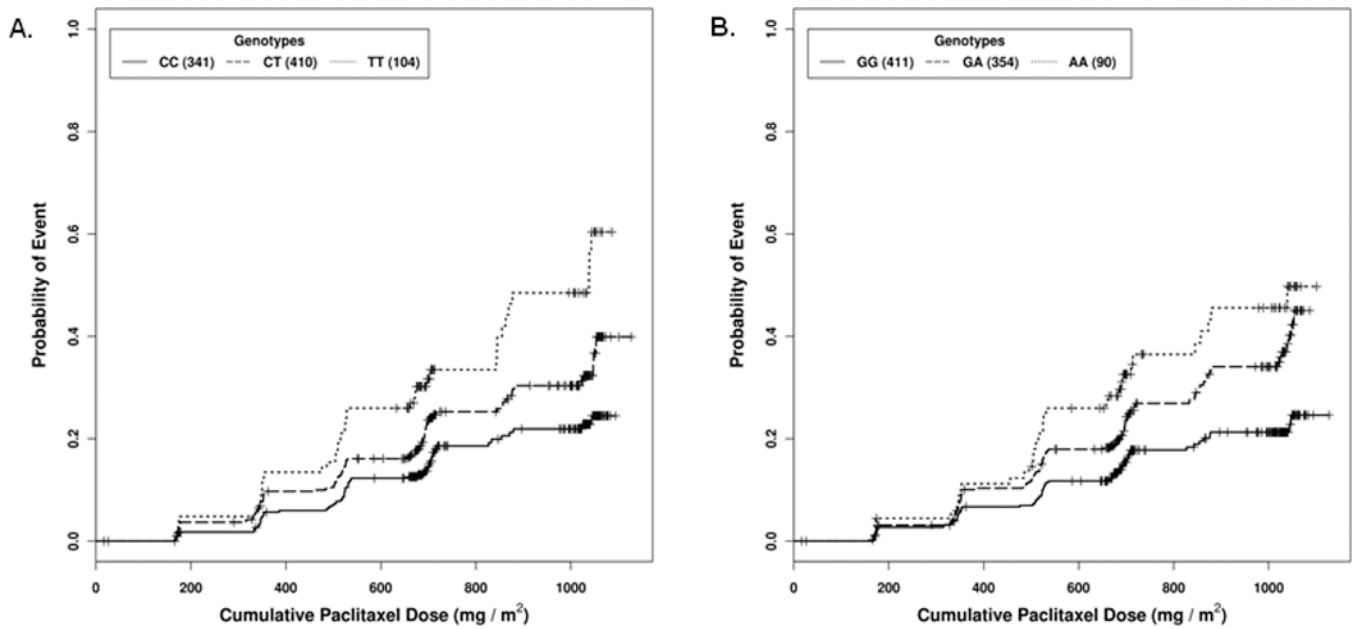 A.
Genotypes
CC (341) CT (410) TT (104)
Probability of Event
1.0
0.8
0.6
0.4
0.2
0.0
0 200 400 600 800 1000
Cumulative Paclitaxel Dose (mg / m²)
B.
Genotypes
GG (411) GA (354) AA (90)
Probability of Event
1.0
0.8
0.6
0.4
0.2
0.0
0 200 400 600 800 1000
Cumulative Paclitaxel Dose (mg / m²)